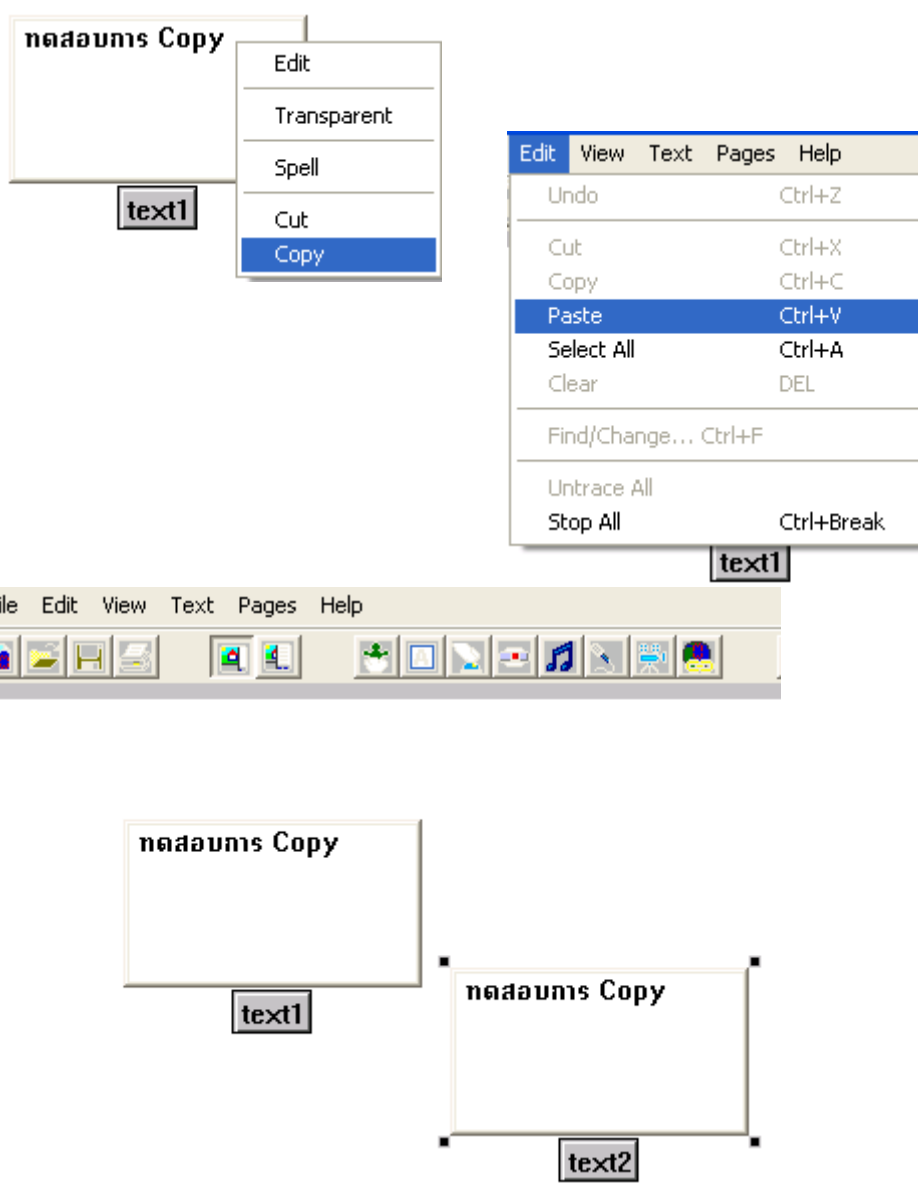 ทดสอบการ Copy
Edit
Transparent
Spell
Cut
Copy
text1
Edit View Text Pages Help
Undo Ctrl+Z
Cut Ctrl+X
Copy Ctrl+C
Paste Ctrl+V
Select All Ctrl+A
Clear DEL
Find/Change... Ctrl+F
Untrace All
Stop All Ctrl+Break
text1
ile Edit View Text Pages Help
ทดสอบการ Copy
text1
ทดสอบการ Copy
text2